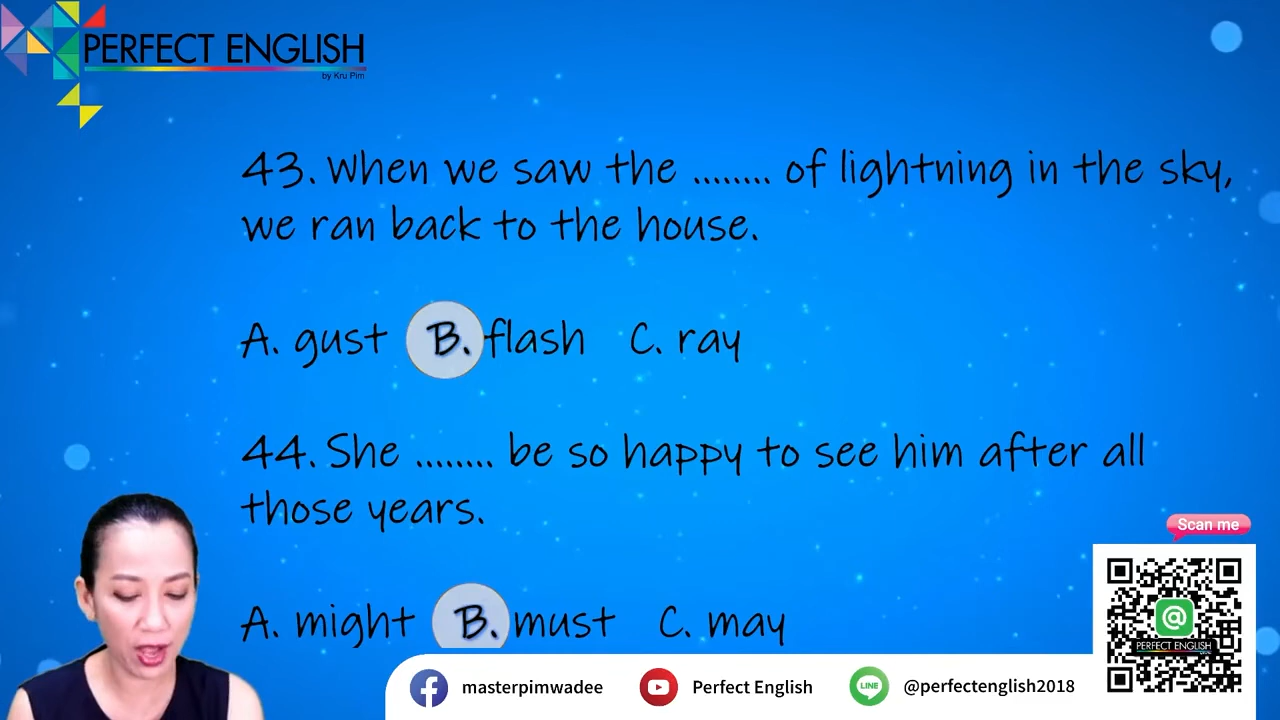 PERFECT ENGLISH
by Kru Pim
43. When we saw the ........ of lightning in the sky,
we ran back to the house.
A. gust B. flash C. ray
44. She ........ be so happy to see him after all
those years.
A. might B. must C. may
Scan me
@
PERFECT ENGLISH
masterpimwadee Perfect English LINE @perfectenglish2018